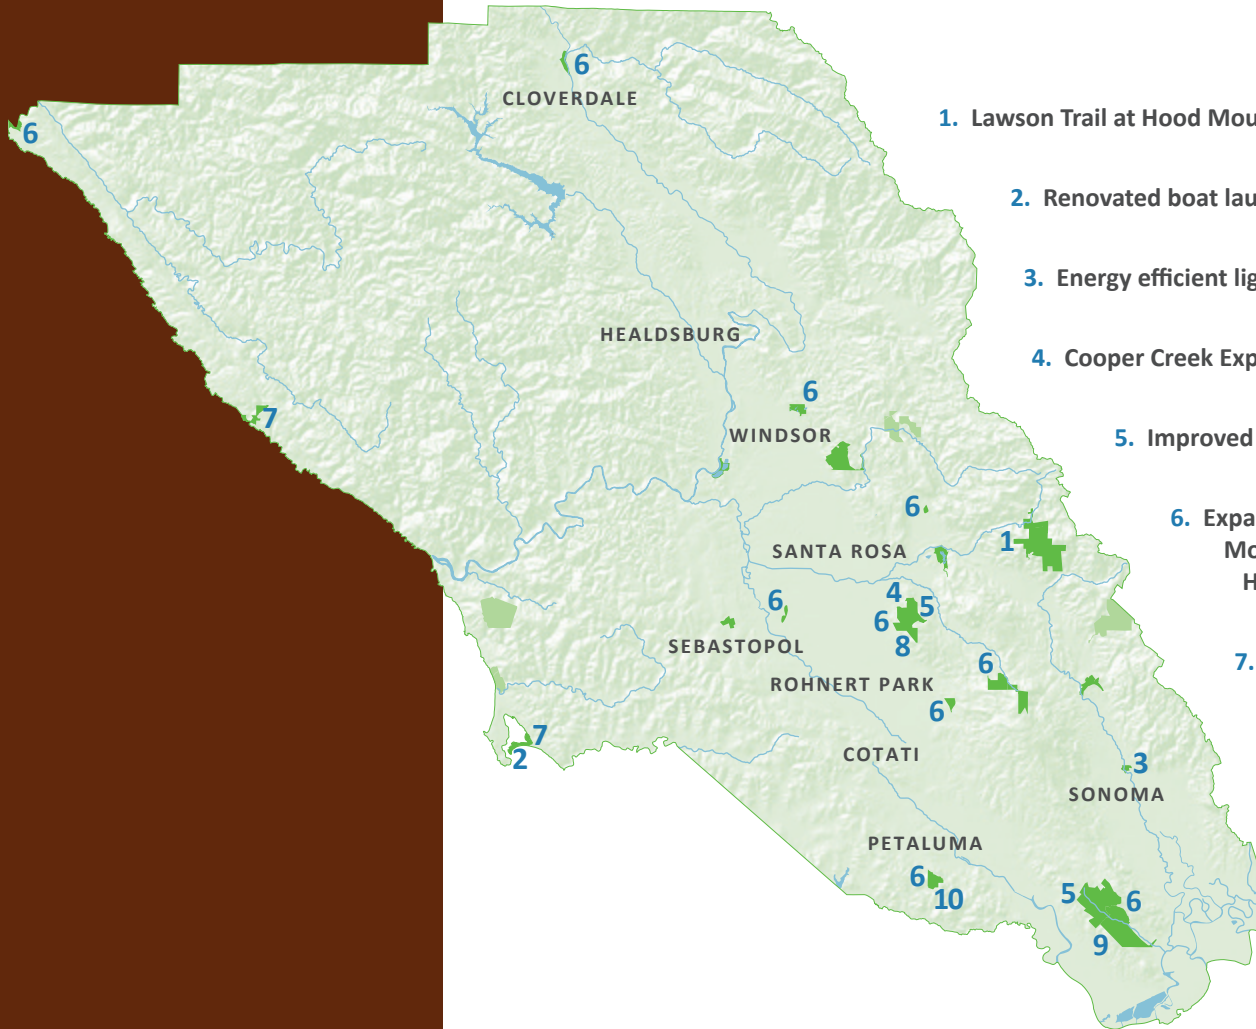 6
CLOVERDALE
6
1. Lawson Trail at Hood Mou
2. Renovated boat lau
3. Energy efficient lig
HEALDSBURG
4. Cooper Creek Exp
6
7
WINDSOR
5. Improved
6
6. Expa
Mo
H
1
SANTA ROSA
4
6
5
6
8
SEBASTOPOL
6
7.
ROHNERT PARK
6
7
2
COTATI
3
SONOMA
PETALUMA
6
10
5
6
9